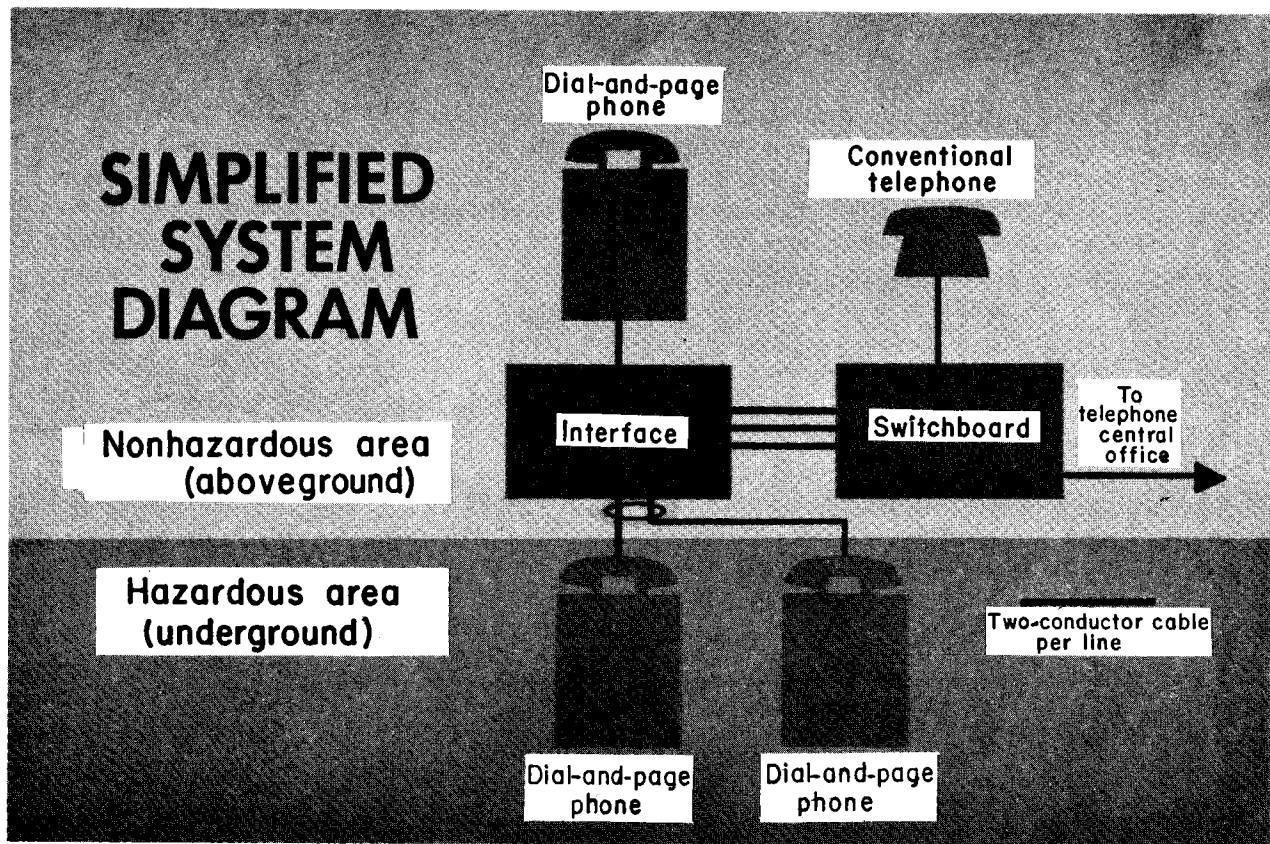 SIMPLIFIED
SYSTEM
DIAGRAM
Dial-and-page
phone
Conventional
telephone
Interface
Switchboard
To
telephone
central
office
Nonhazardous area
(aboveground)
Hazardous area
(underground)
Two-conductor cable
per line
Dial-and-page
phone
Dial-and-page
phone